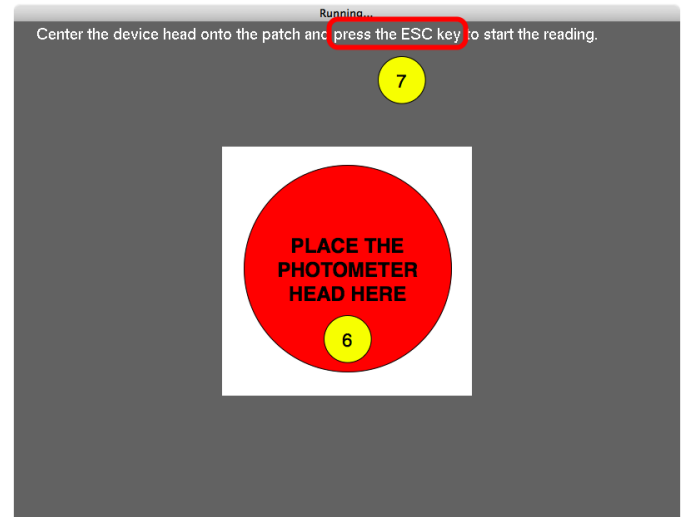 Running...
Center the device head onto the patch and press the ESC key to start the reading.
7
PLACE THE
PHOTOMETER
HEAD HERE
6